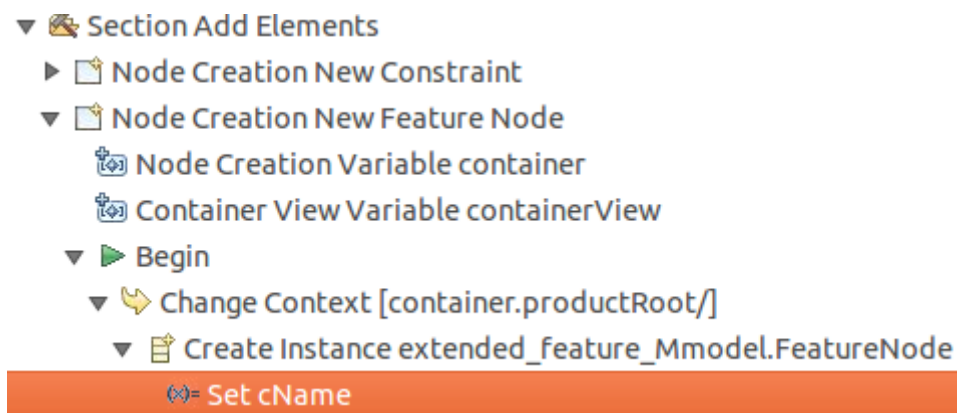 Section Add Elements
Node Creation New Constraint
Node Creation New Feature Node
Node Creation Variable container
Container View Variable containerView
Begin
Change Context [container.productRoot/]
Create Instance extended_feature_Mmodel.FeatureNode
Set cName